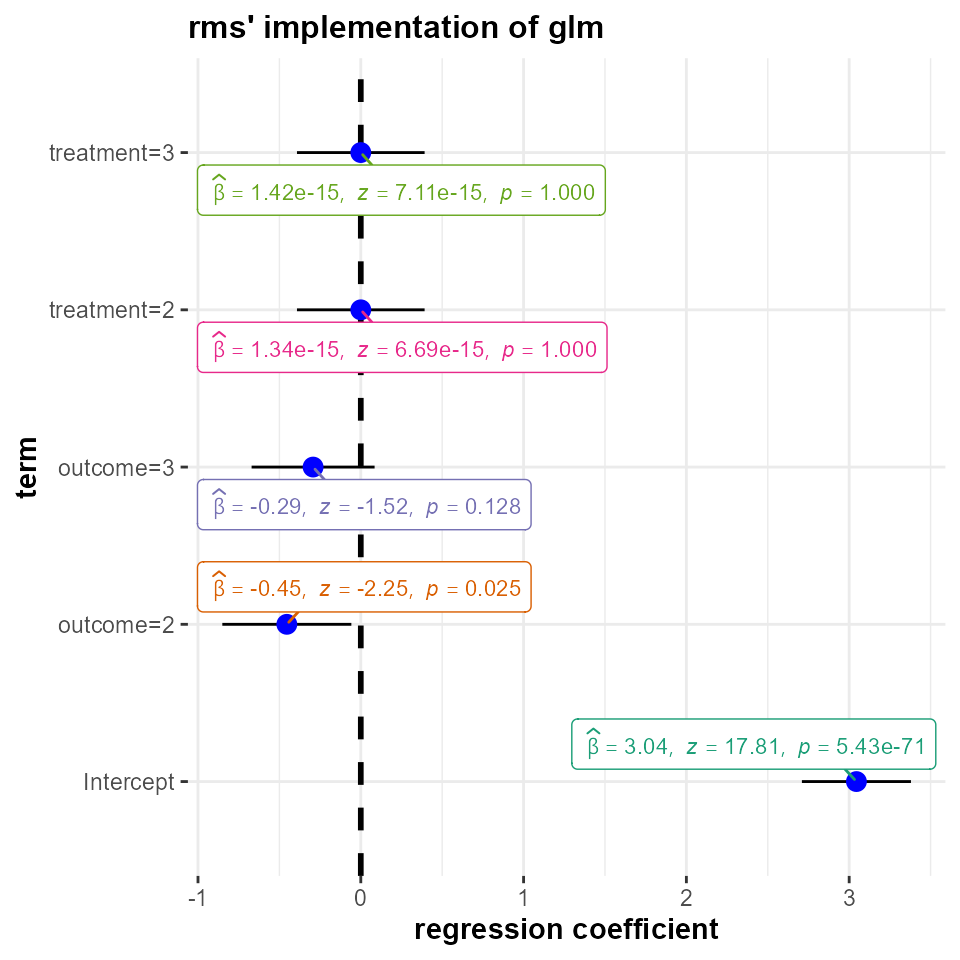 rms' implementation of glm
term
treatment=3
β̂ = 1.42e-15, z = 7.11e-15, p = 1.000
treatment=2
β̂ = 1.34e-15, z = 6.69e-15, p = 1.000
outcome=3
β̂ = -0.29, z = -1.52, p = 0.128
β̂ = -0.45, z = -2.25, p = 0.025
outcome=2
β̂ = 3.04, z = 17.81, p = 5.43e-71
Intercept
-1 0 1 2 3
regression coefficient